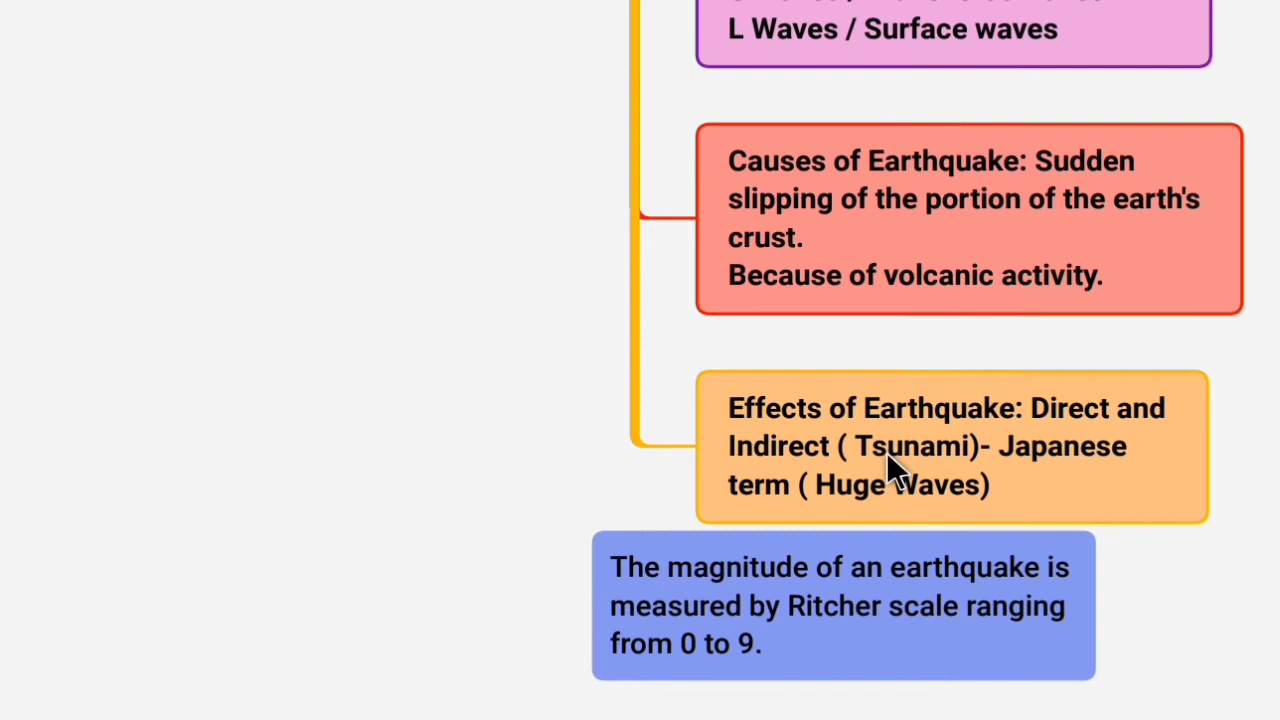 L Waves / Surface waves
Causes of Earthquake: Sudden
slipping of the portion of the earth's
crust.
Because of volcanic activity.
Effects of Earthquake: Direct and
Indirect ( Tsunami)- Japanese
term ( Huge Waves)
The magnitude of an earthquake is
measured by Ritcher scale ranging
from 0 to 9.